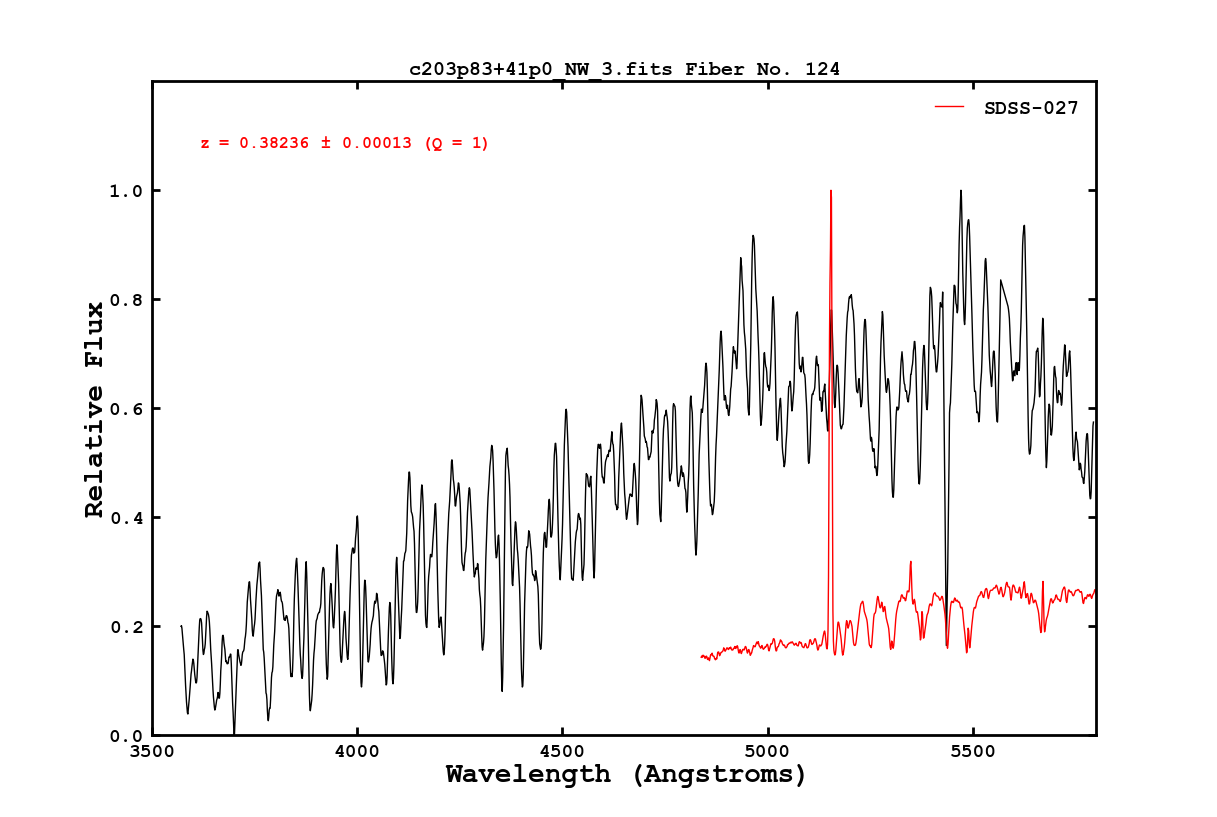 c203p83+41p0_NW_3.fits Fiber No. 124
SDSS-027
z = 0.38236 ± 0.00013 (Q = 1)
1.0
0.8
0.6
0.4
0.2
0.0
Relative Flux
3500 4000 4500 5000 5500
Wavelength (Angstroms)